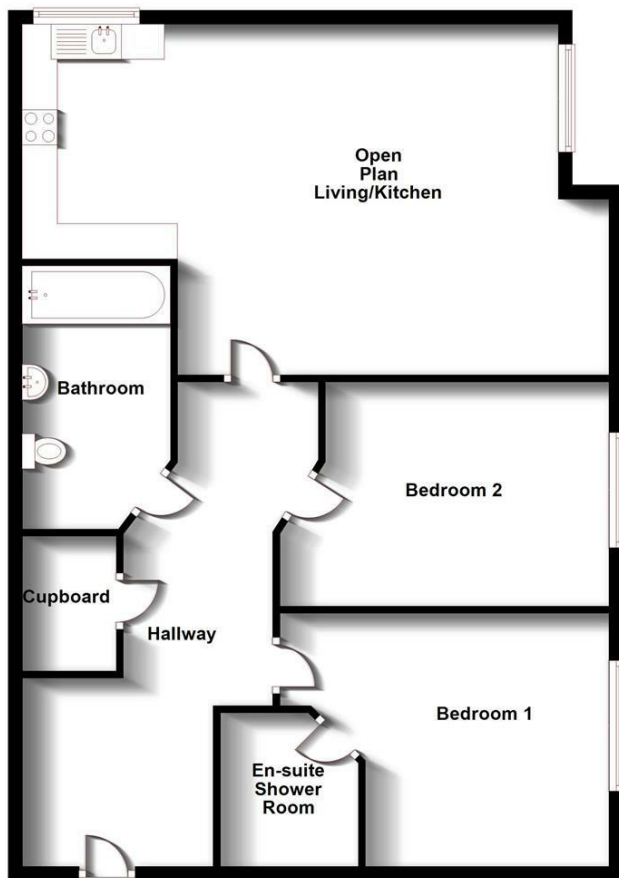 Open
Plan
Living/Kitchen
Bathroom
Bedroom 2
Cupboard
Hallway
Bedroom 1
En-suite
Shower
Room